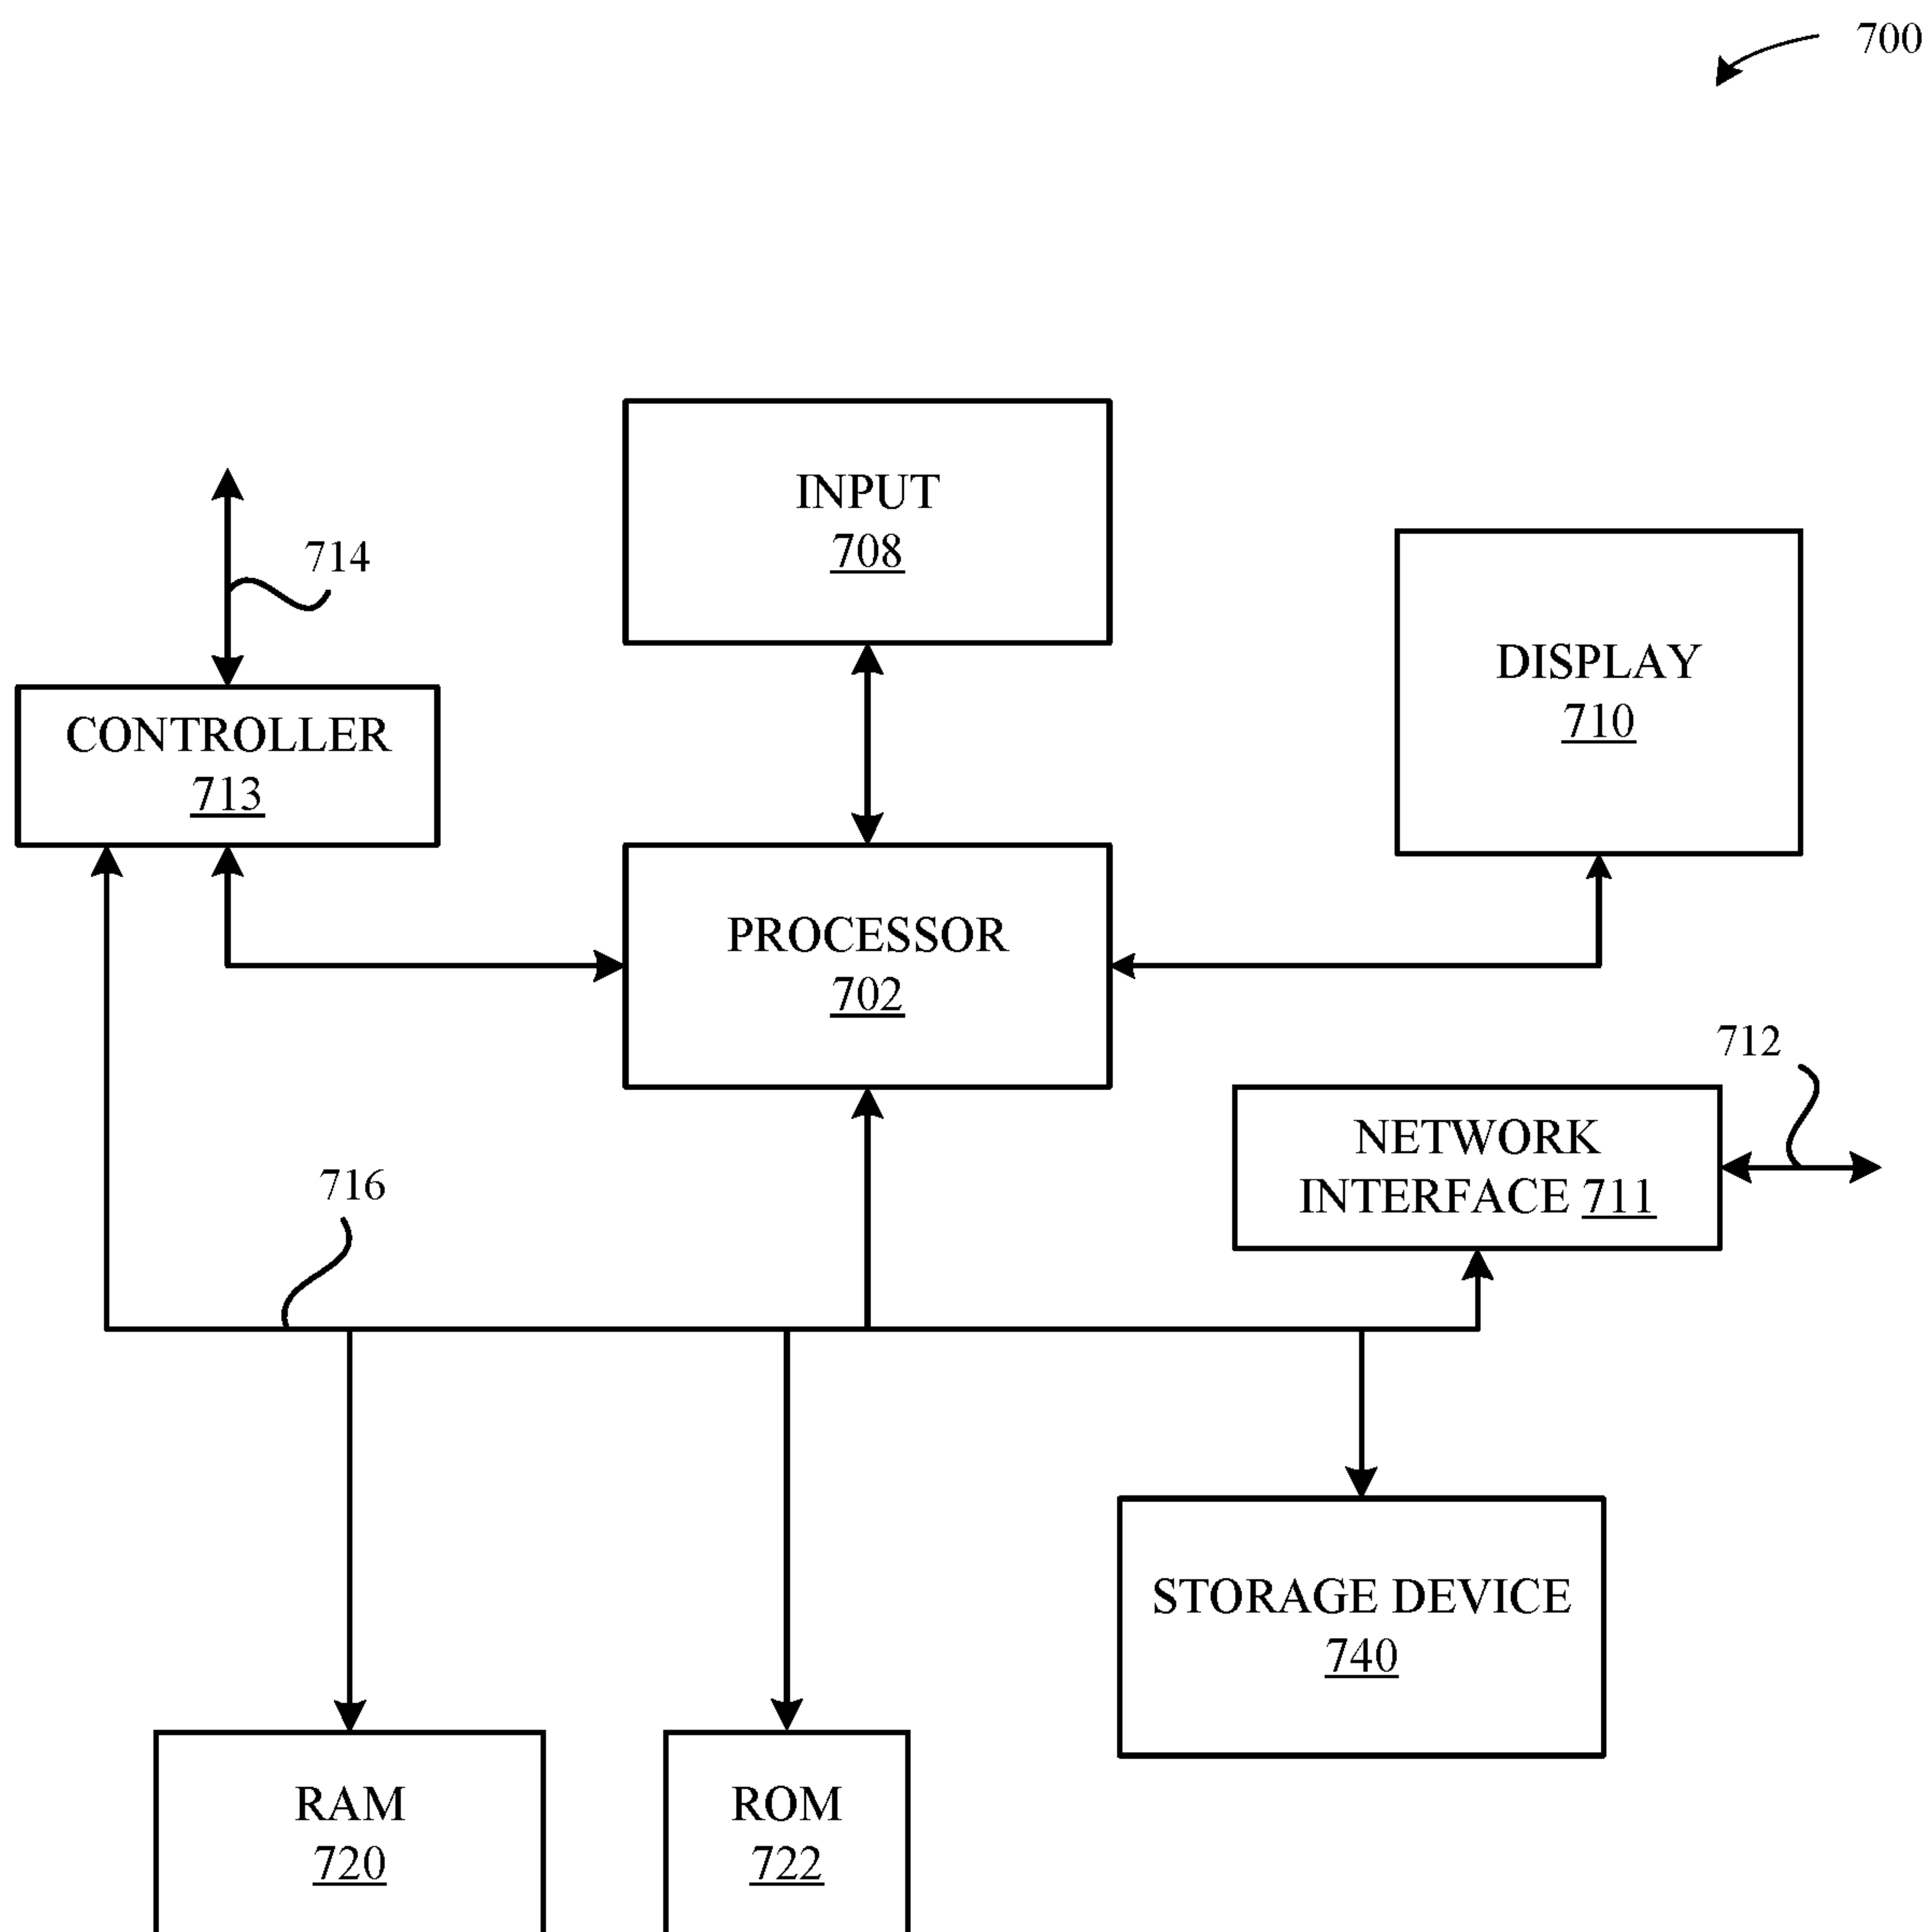 700
INPUT
708
714
DISPLAY
710
CONTROLLER
713
PROCESSOR
702
712
NETWORK
INTERFACE 711
716
STORAGE DEVICE
740
RAM
720
ROM
722